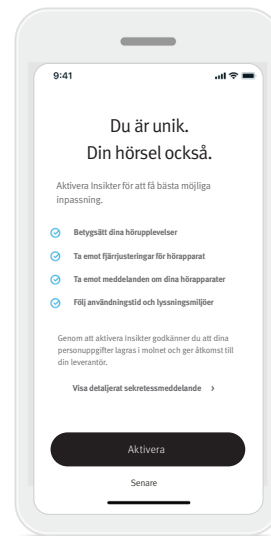 9:41
Du är unik.
Din hörsel också.
Aktivera Insikter för att få bästa möjliga
inpassning.
Betygsätt dina hörupplevelser
Ta emot fjärrjusteringar för hörapparat
Ta emot meddelanden om dina hörapparater
Följ användningstid och lyssningsmiljöer
Genom att aktivera Insikter godkänner du att dina
personuppgifter lagras i molnet och ger åtkomst till
din leverantör.
Visa detaljerat sekretessmeddelande
Aktivera
Senare